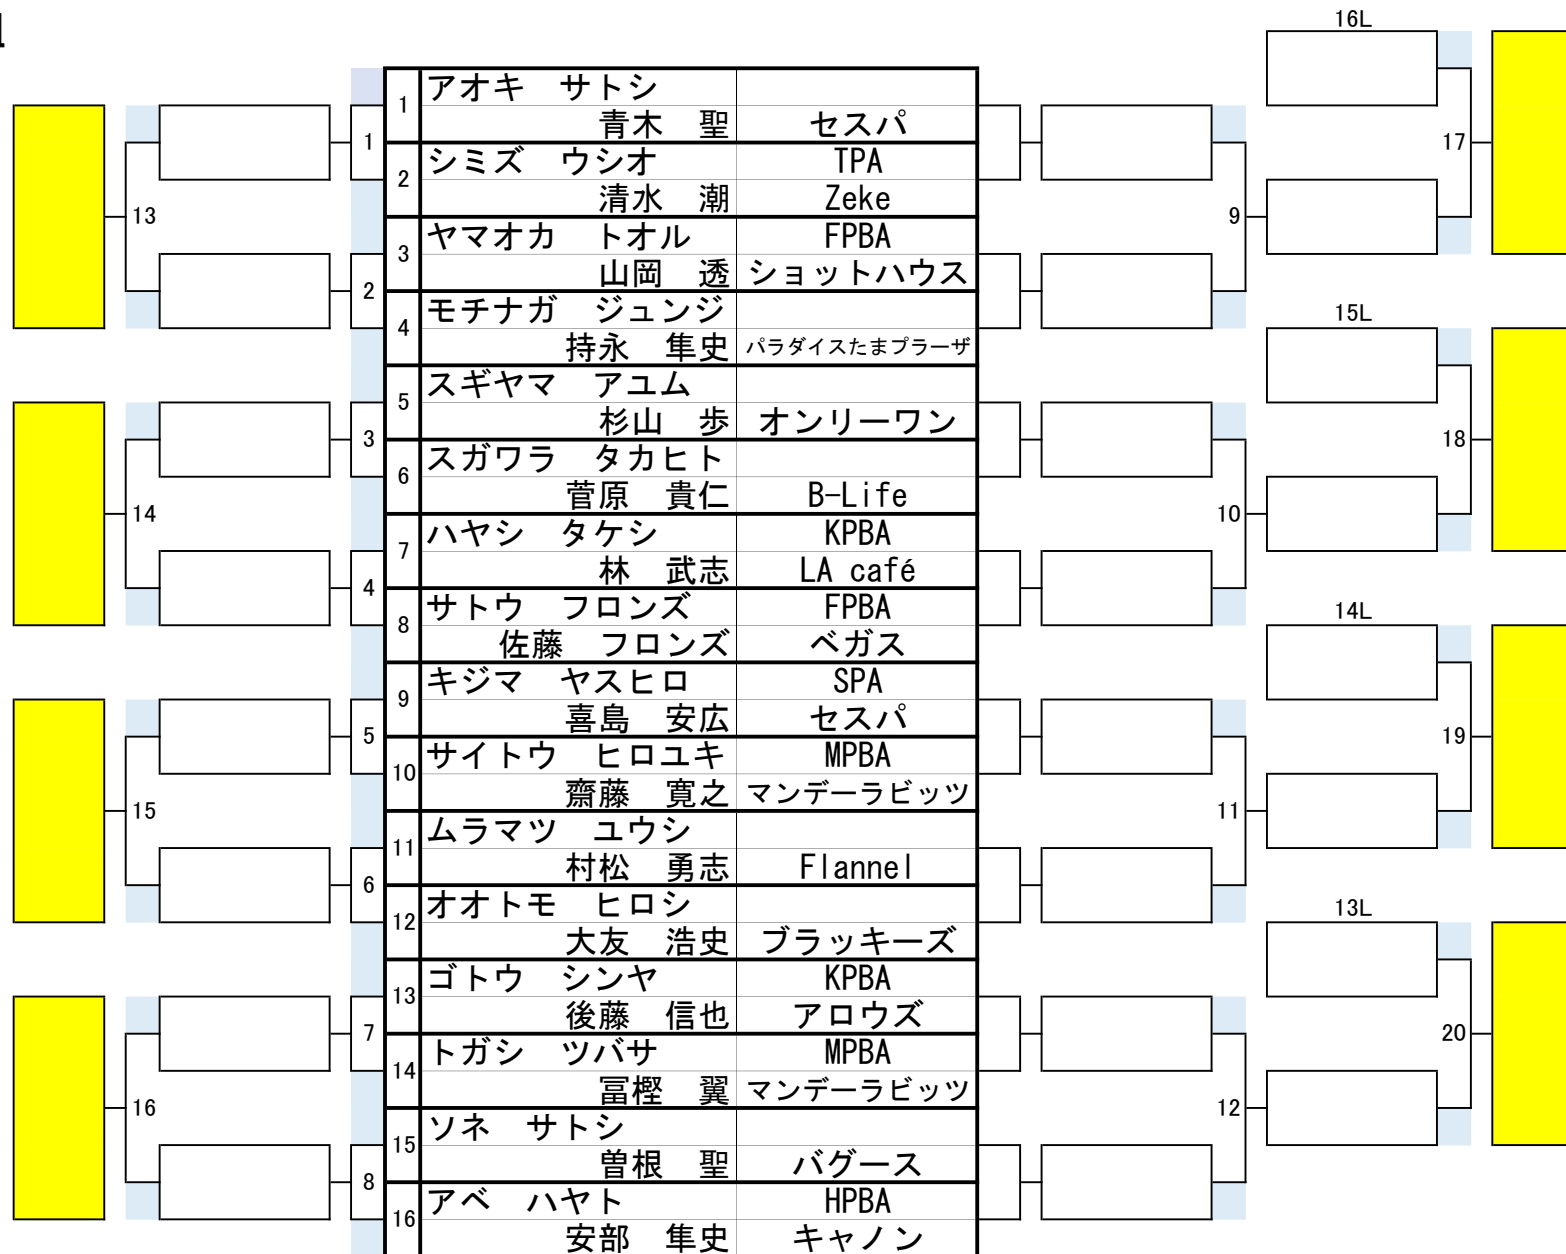 1
アオキ サトシ
青木 聖 セスパ
2
シミズ ウシオ TPA
清水 潮 Zeke
3
ヤマオカ トオル FPBA
山岡 透 ショットハウス
4
モチナガ ジュンジ
持永 隼史 パラダイスたまプラーザ
5
スギヤマ アユム
杉山 歩 オンリーワン
6
スガワラ タカヒト
菅原 貴仁 B-Life
7
ハヤシ タケシ KPBA
林 武志 LA café
8
サトウ フロンズ FPBA
佐藤 フロンズ ベガス
9
キジマ ヤスヒロ SPA
喜島 安広 セスパ
10
サイトウ ヒロユキ MPBA
齋藤 寛之 マンデーラビッツ
11
ムラマツ ユウシ
村松 勇志 Flannel
12
オオトモ ヒロシ
大友 浩史 ブラッキーズ
13
ゴトウ シンヤ KPBA
後藤 信也 アロウズ
14
トガシ ツバサ MPBA
冨樫 翼 マンデーラビッツ
15
ソネ サトシ
曽根 聖 バグース
16
アベ ハヤト HPBA
安部 隼史 キャノン
1
2
3
4
5
6
7
8
13
14
15
16
9
10
11
12
16L
17
15L
18
14L
19
13L
20